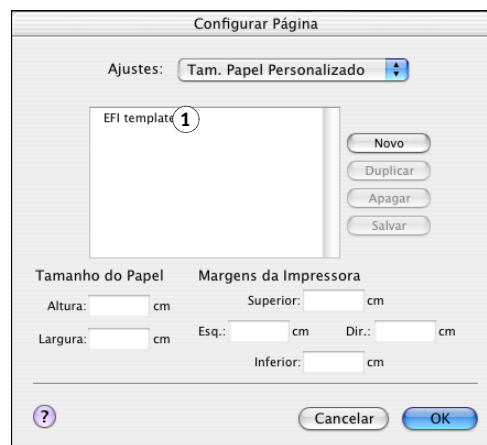 Configurar Página
Ajustes: Tam. Papel Personalizado
EFI template 1
Novo
Duplicar
Apagar
Salvar
Tamanho do Papel
Altura: cm
Largura: cm
Margens da Impressora
Superior: cm
Esq.: cm Dir.: cm
Inferior: cm
? Cancelar OK